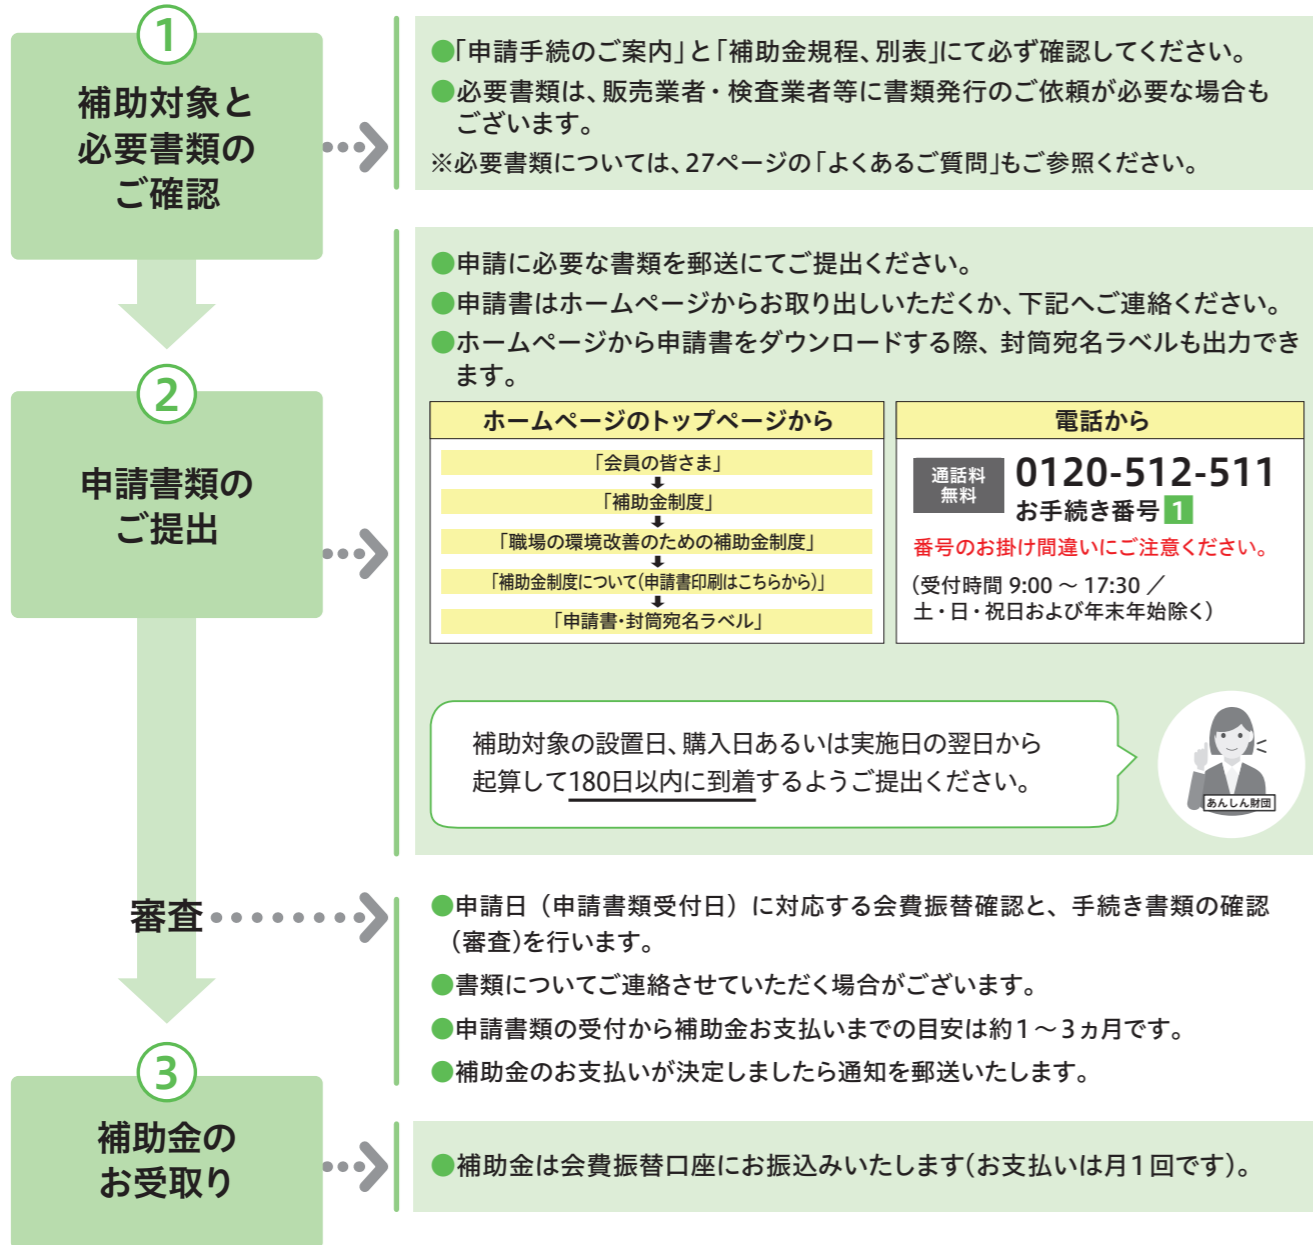 1
補助対象と
必要書類の
ご確認
●「申請手続のご案内」と「補助金規程、別表」にて必ず確認してください。
●必要書類は、販売業者・検査業者等に書類発行のご依頼が必要な場合も
ございます。
※必要書類については、27ページの「よくあるご質問」もご参照ください。
2
申請書類の
ご提出
●申請に必要な書類を郵送にてご提出ください。
●申請書はホームページからお取り出しいただくか、下記へご連絡ください。
●ホームページから申請書をダウンロードする際、封筒宛名ラベルも出力でき
ます。
ホームページのトップページから
「会員の皆さま」
「補助金制度」
「職場の環境改善のための補助金制度」
「補助金制度について(申請書印刷はこちらから)」
「申請書・封筒宛名ラベル」
電話から
通話料
無料
0120-512-511
お手続き番号 1
番号のお掛け間違いにご注意ください。
(受付時間 9:00 ～ 17:30 ／
土・日・祝日および年末年始除く)
補助対象の設置日、購入日あるいは実施日の翌日から
起算して180日以内に到着するようご提出ください。
あんしん財団
審査
●申請日（申請書類受付日）に対応する会費振替確認と、手続き書類の確認
(審査)を行います。
●書類についてご連絡させていただく場合がございます。
●申請書類の受付から補助金お支払いまでの目安は約1～3ヵ月です。
●補助金のお支払いが決定しましたら通知を郵送いたします。
3
補助金の
お受取り
●補助金は会費振替口座にお振込みいたします(お支払いは月1回です)。